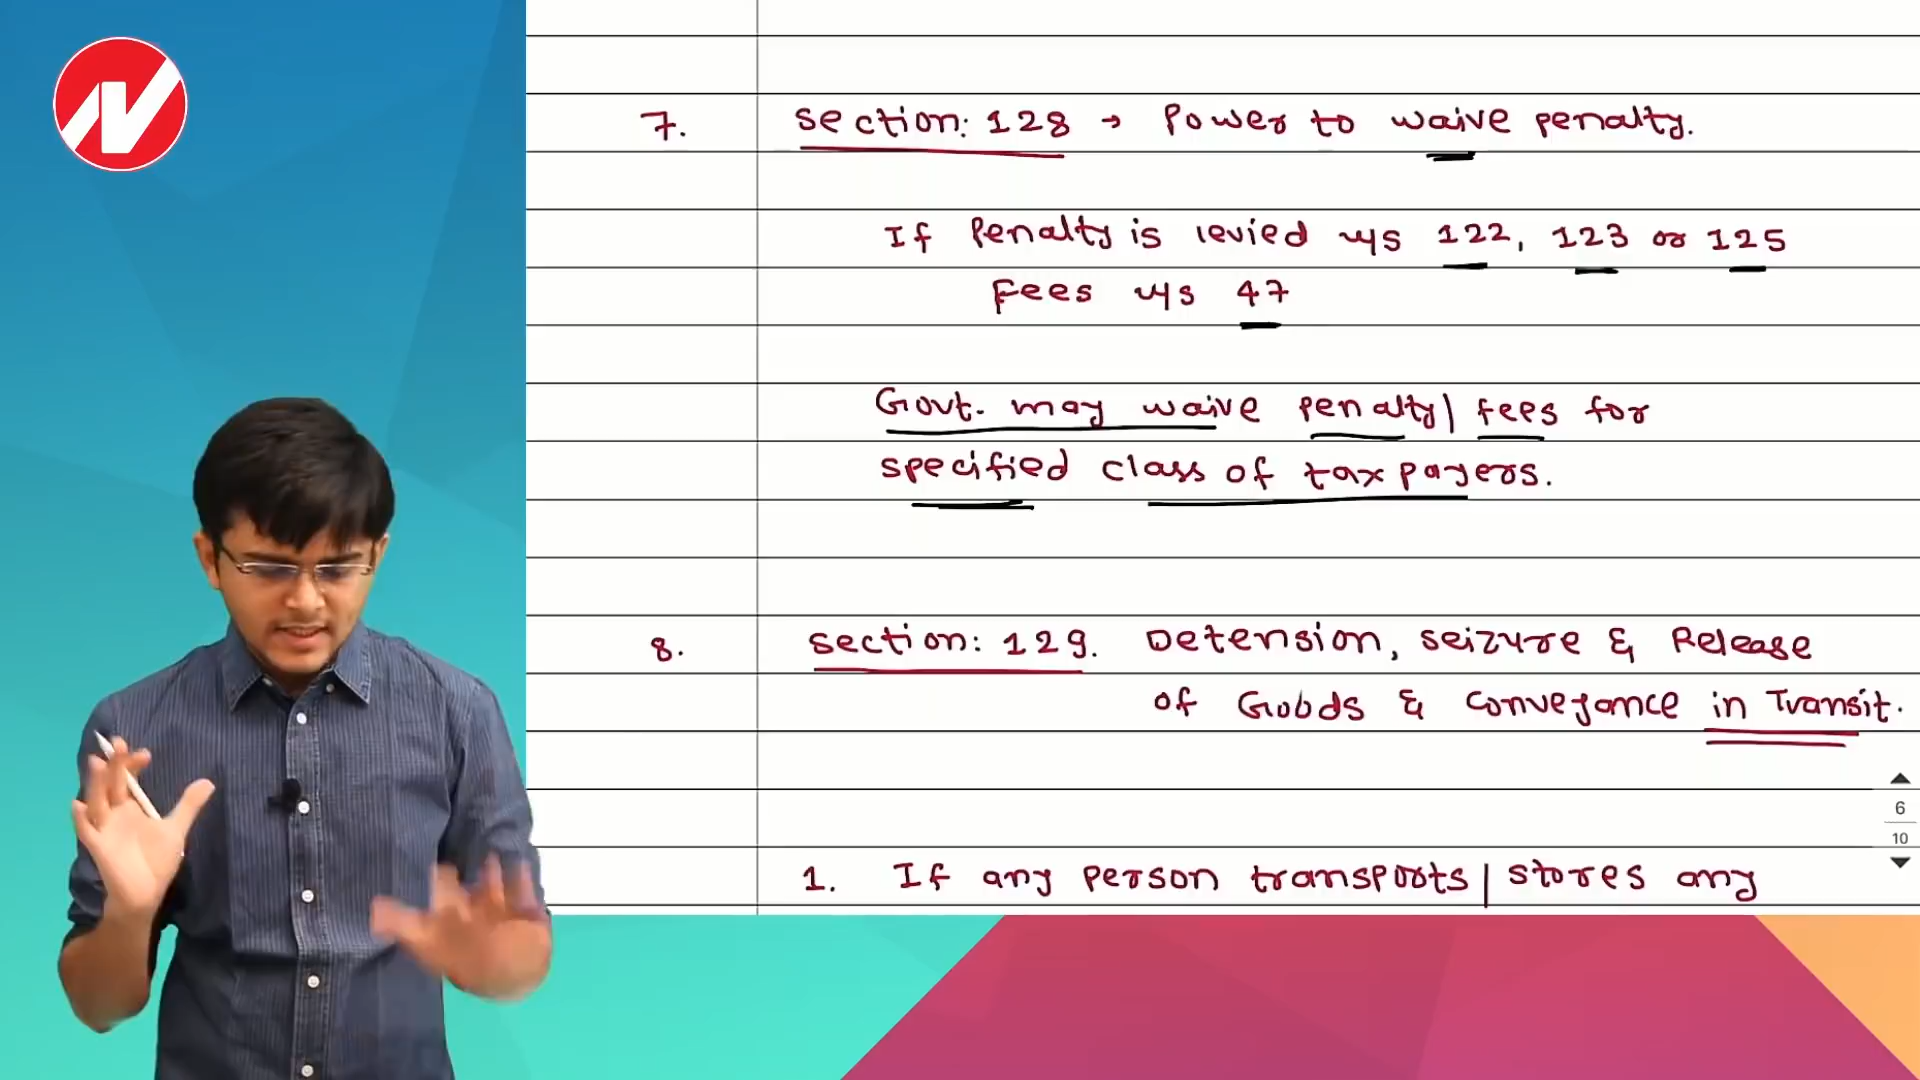 7. Section: 128 → Power to waive penalty.
If Penalty is levied u/s 122, 123 or 125
Fees u/s 47
Govt. may waive penalty/ fees for
specified class of tax payers.
8. Section: 129. Detension, seizure & Release
of Goods & Conveyance in Transit.
6
10
1. If any person transports / stores any